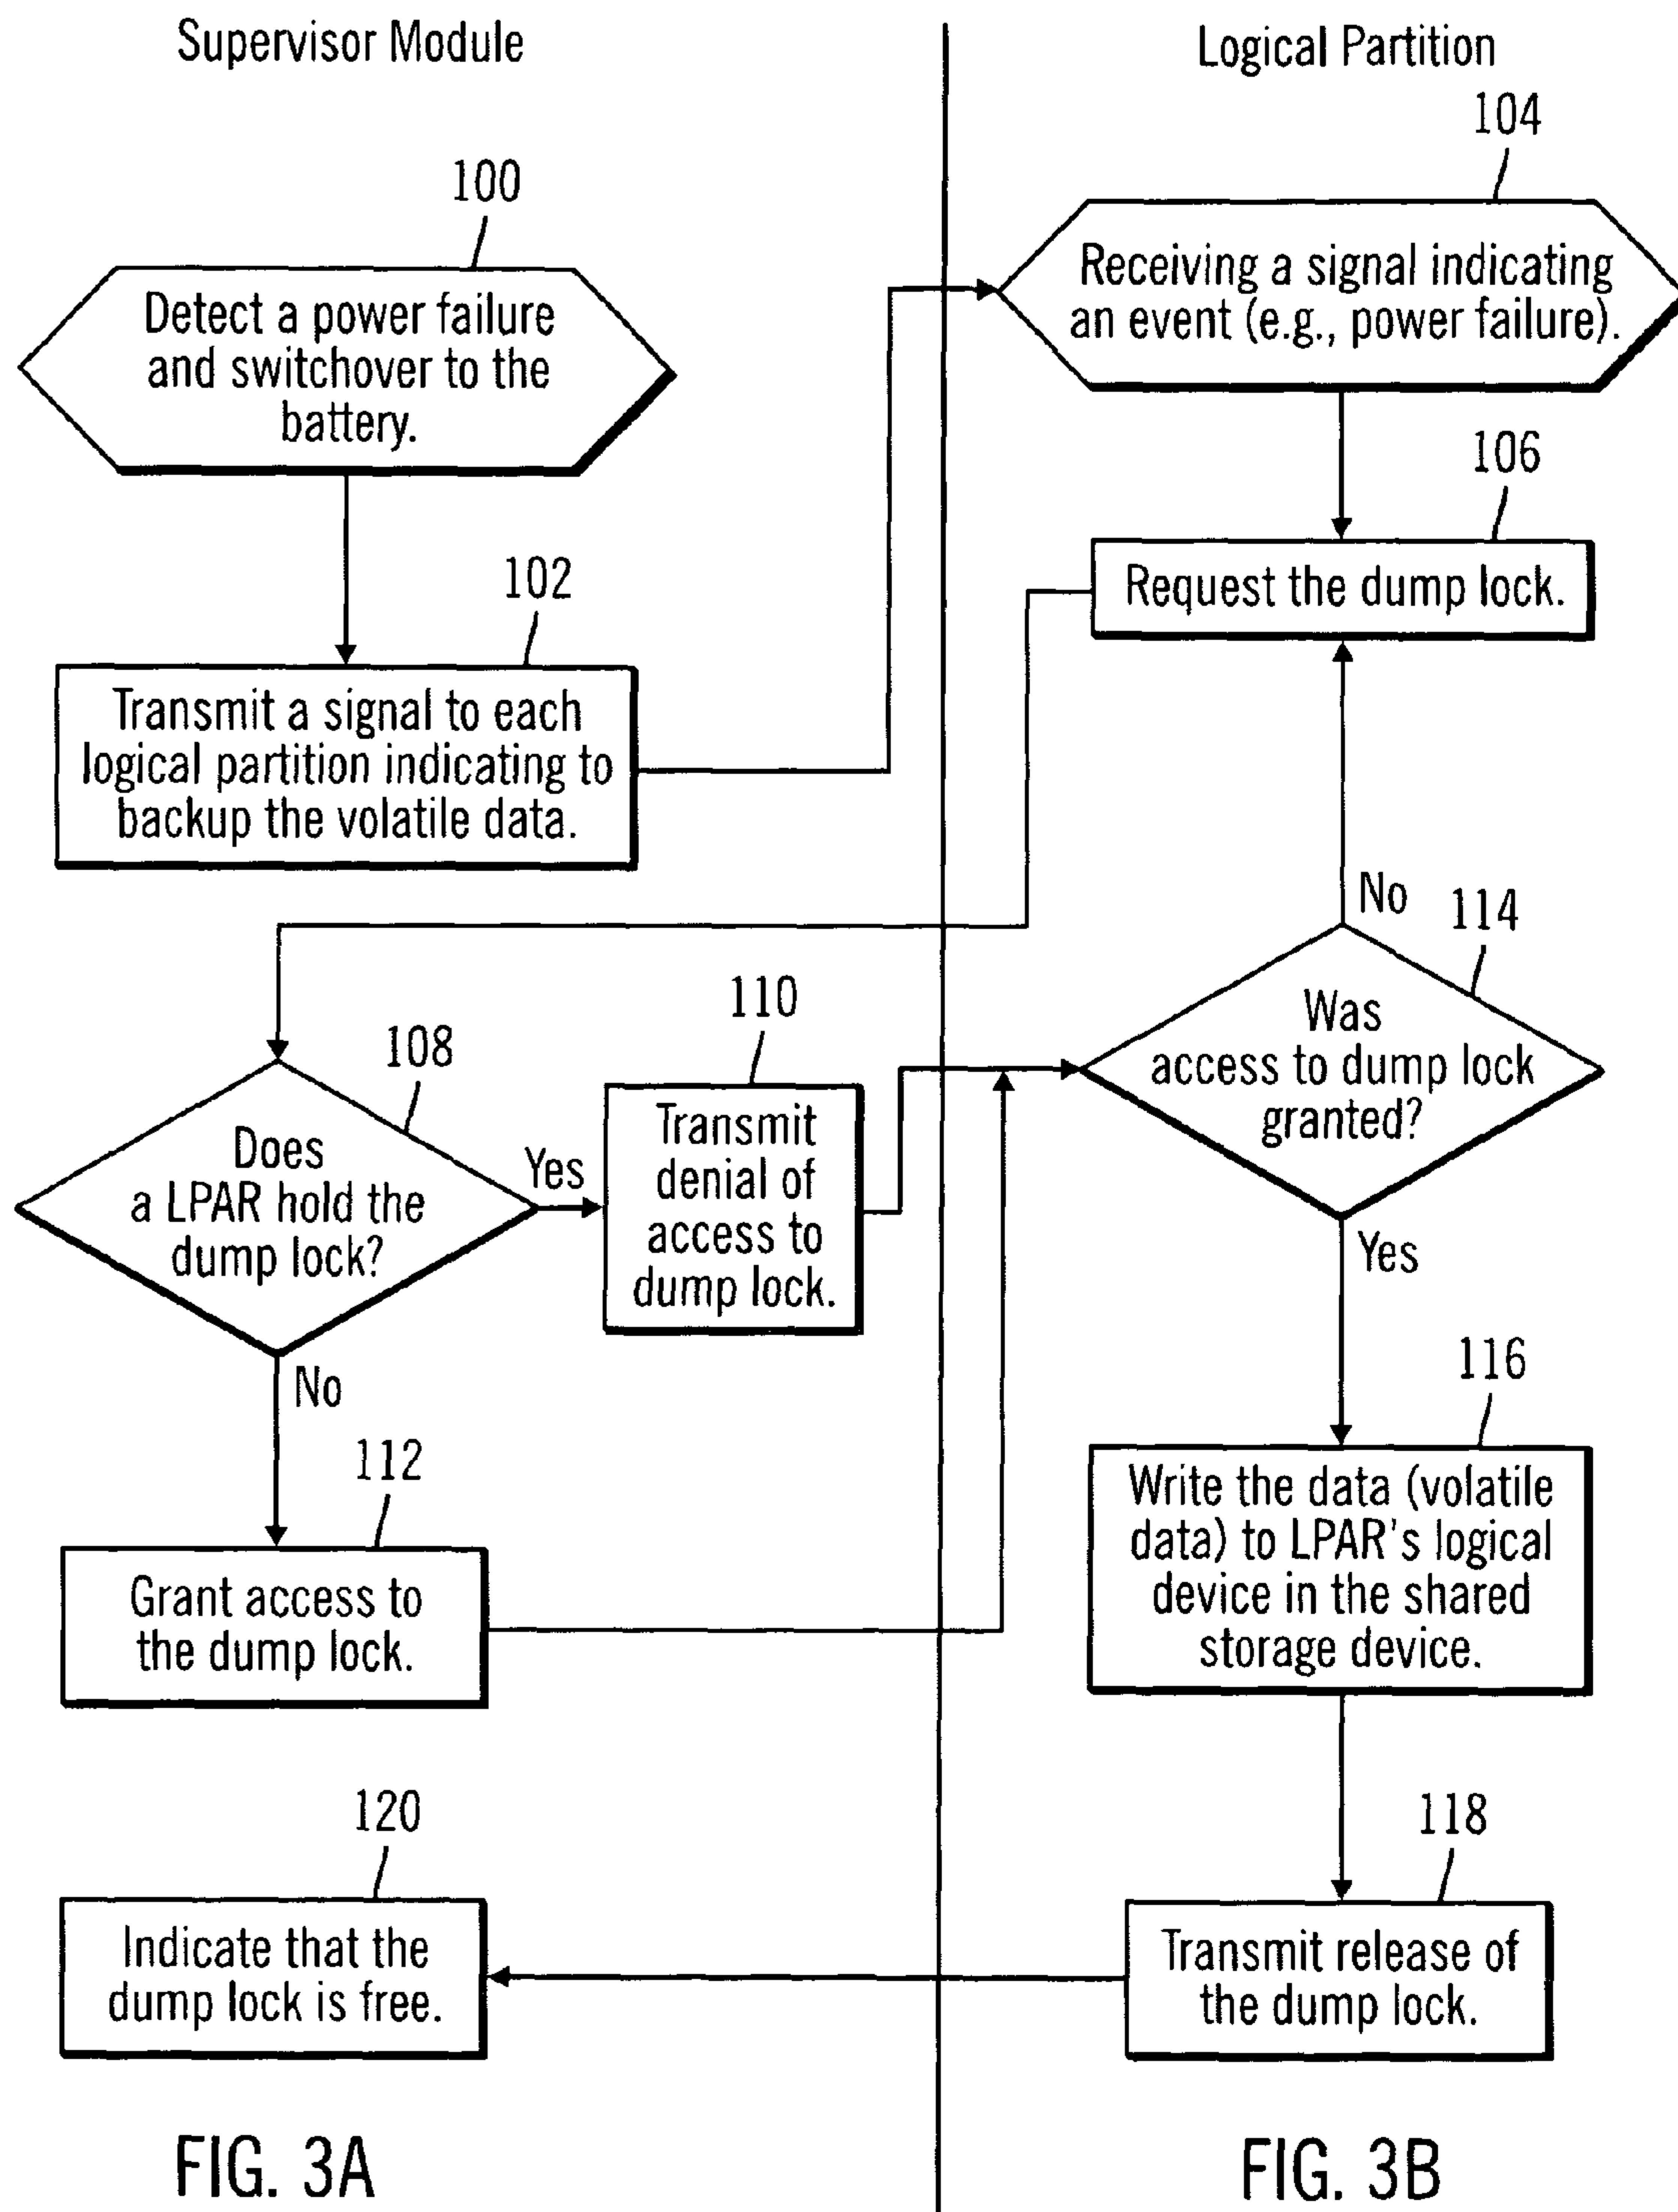 Supervisor Module
Logical Partition
100
Detect a power failure
and switchover to the
battery.
102
Transmit a signal to each
logical partition indicating to
backup the volatile data.
104
Receiving a signal indicating
an event (e.g., power failure).
106
Request the dump lock.
108
Does
a LPAR hold the
dump lock?
Yes
No
110
Transmit
denial of
access to
dump lock.
112
Grant access to
the dump lock.
114
Was
access to dump lock
granted?
No
Yes
116
Write the data (volatile
data) to LPAR's logical
device in the shared
storage device.
118
Transmit release of
the dump lock.
120
Indicate that the
dump lock is free.
FIG. 3A
FIG. 3B